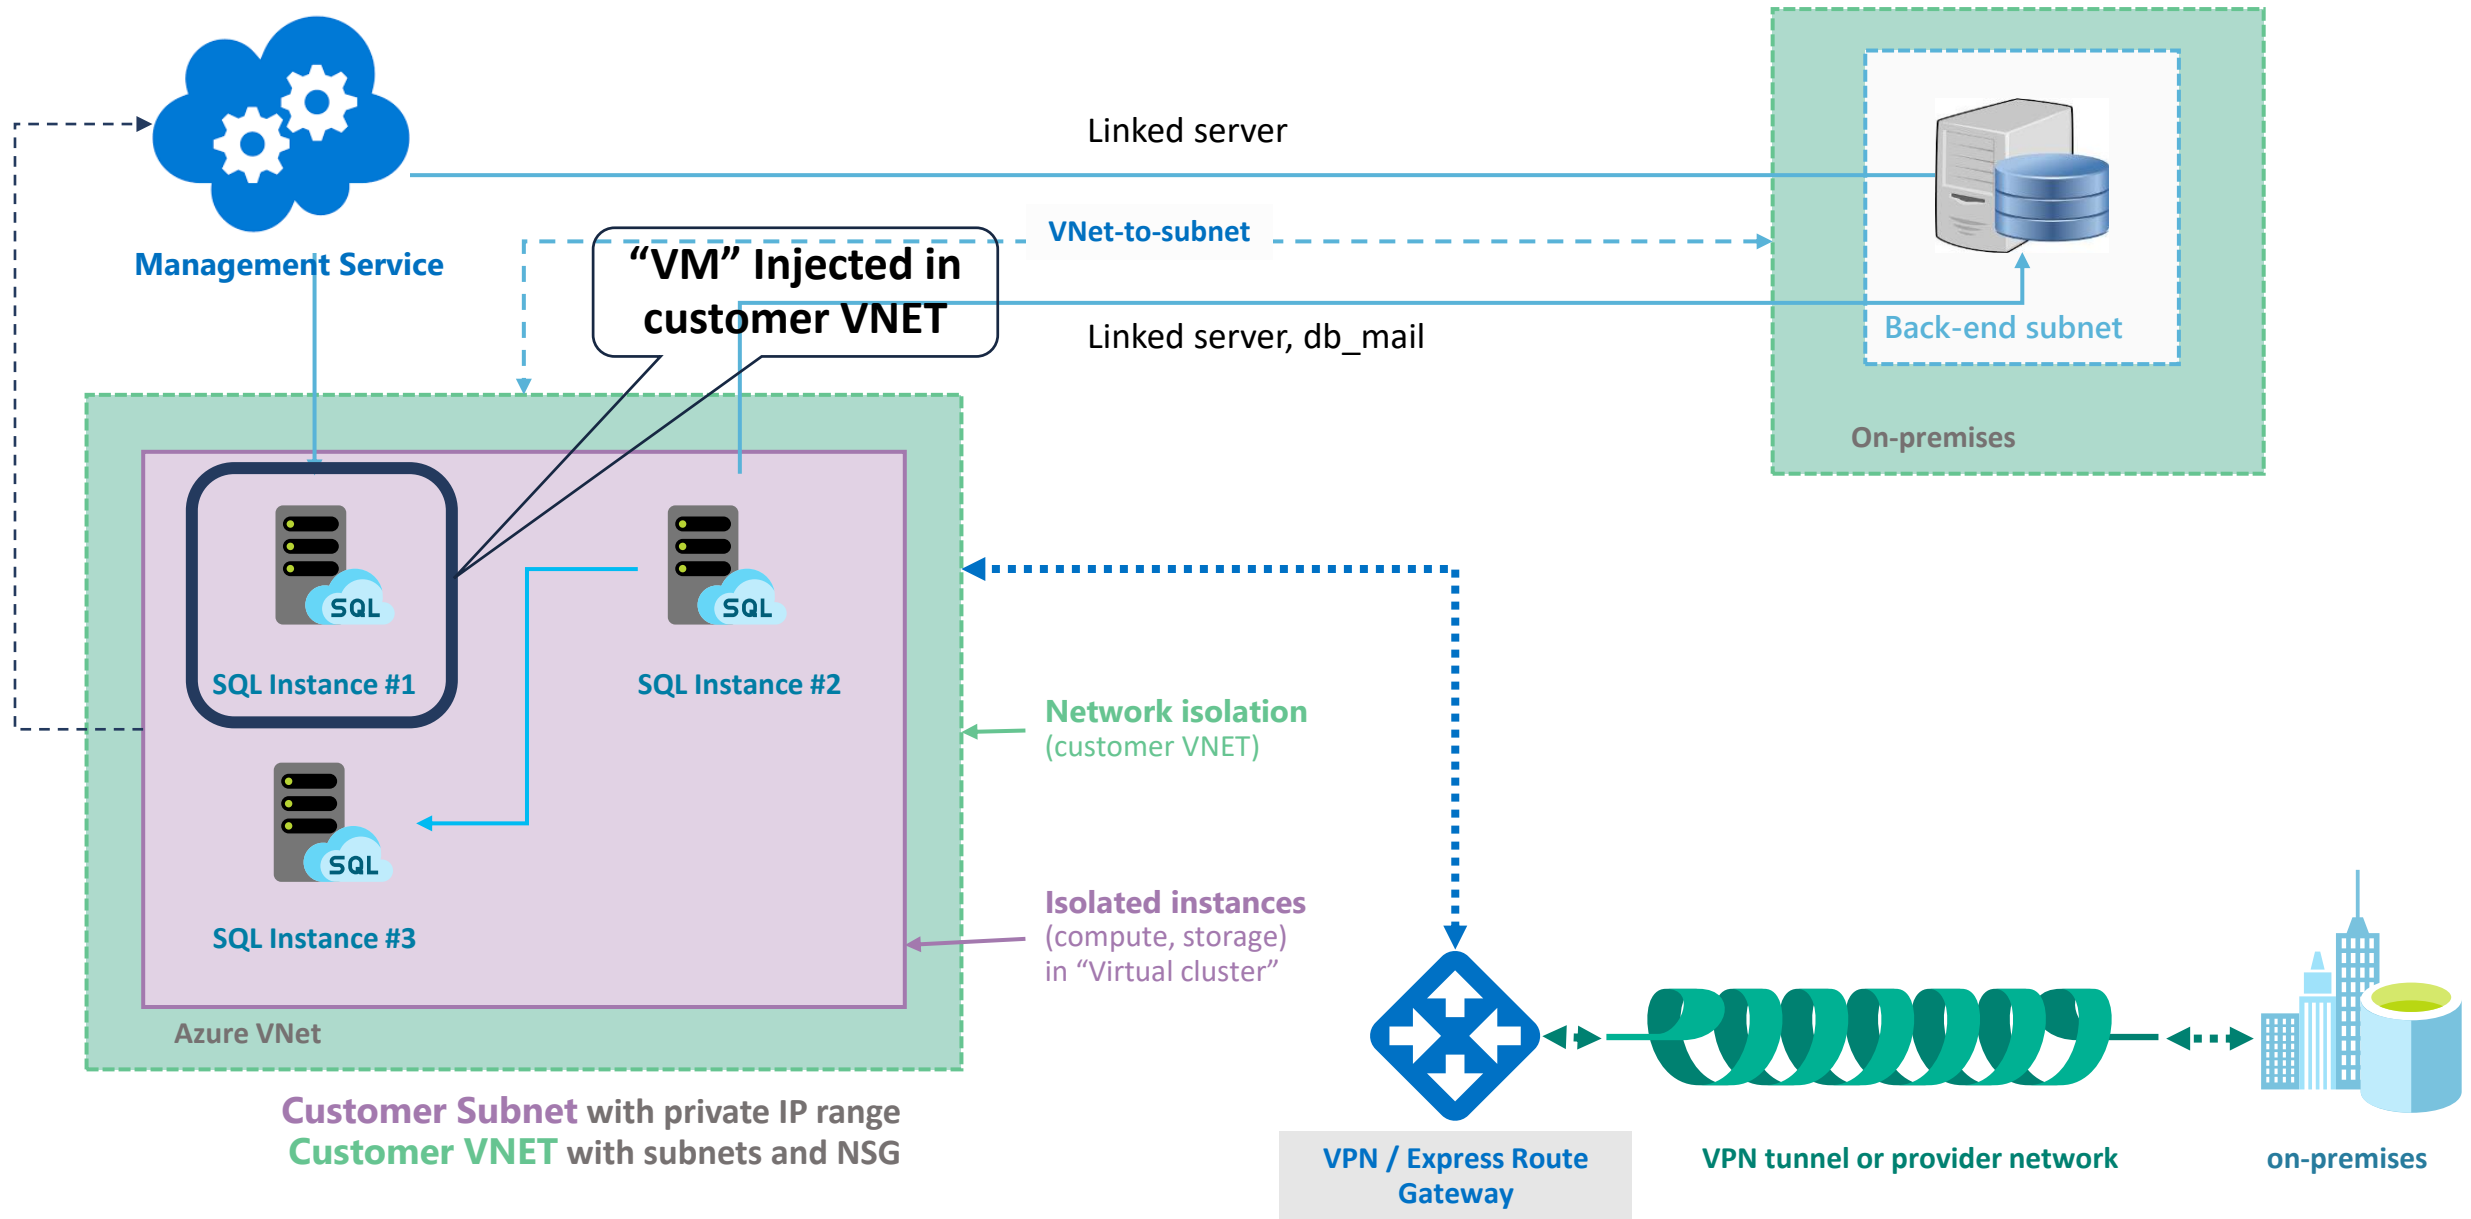 Linked server
VNet-to-subnet
Management Service
“VM” Injected in
customer VNET
Linked server, db_mail
Back-end subnet
On-premises
SQL
SQL
SQL Instance #1
SQL Instance #2
Network isolation
(customer VNET)
SQL
SQL Instance #3
Isolated instances
(compute, storage)
in “Virtual cluster”
Azure VNet
Customer Subnet with private IP range
Customer VNET with subnets and NSG
VPN / Express Route
Gateway
VPN tunnel or provider network
on-premises